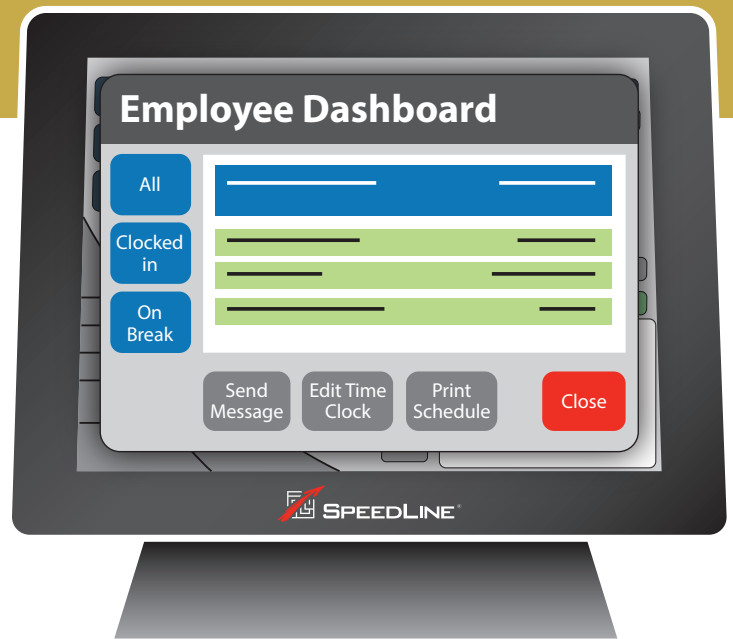 Employee Dashboard
All
Clocked
in
On
Break
Send
Message
Edit Time
Clock
Print
Schedule
Close
SPEEDLINE®